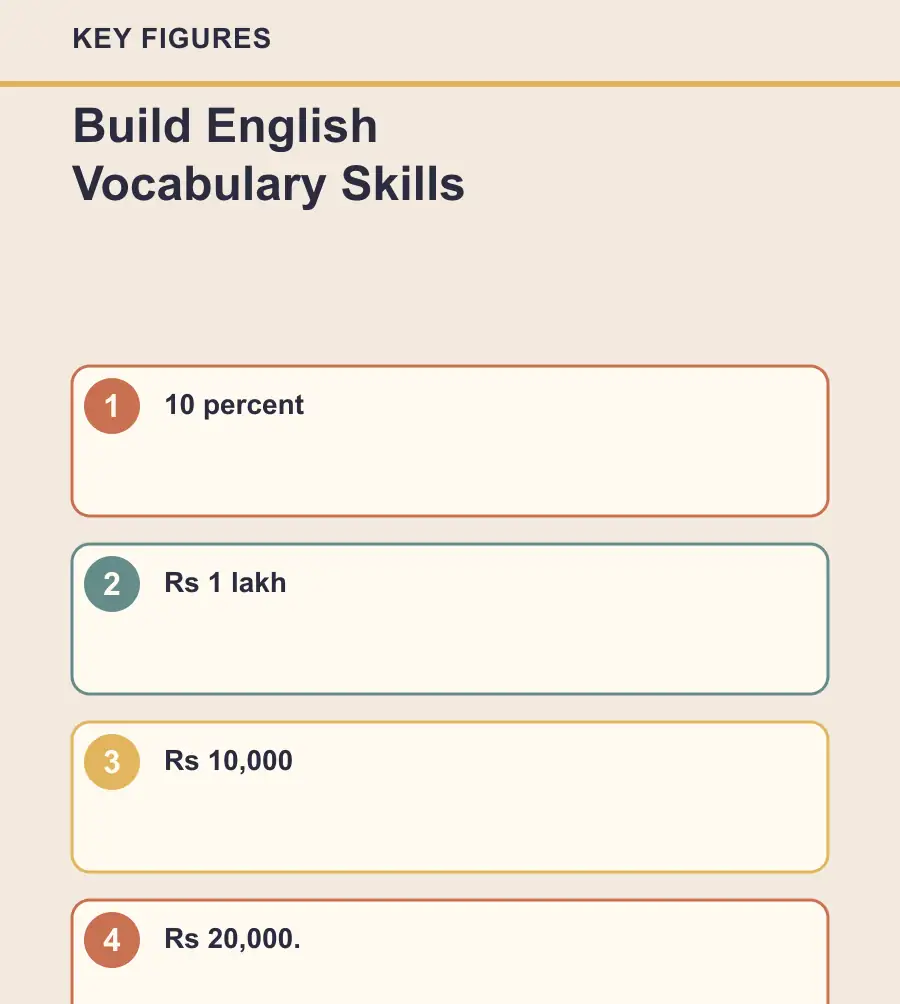 KEY FIGURES
Build English
Vocabulary Skills
1 10 percent
2 Rs 1 lakh
3 Rs 10,000
4 Rs 20,000.